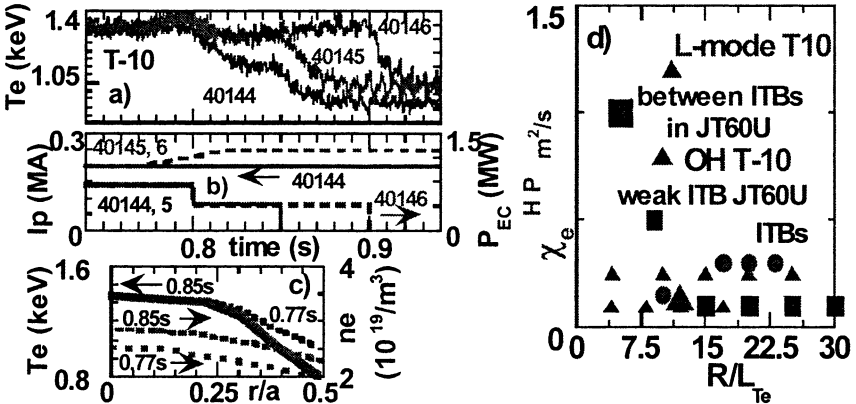 1.4
Te (keV)
T-10
40146
40145
1.05
a)
40144
0.3
40145, 6
1.5
Ip (MA)
b)
40144
P_EC (MW)
40144, 5
40146
0
0.8
time (s)
0.9
0
1.6
c)
4
0.85s
Te (keV)
0.85s
0.77s
ne (10^19/m^3)
0.77s
0.8
2
0
0.25
r/a
0.5
1.5
d)
L-mode T10
between ITBs
in JT60U
χ_e^HP m^2/s
OH T-10
weak ITB JT60U
ITBs
0
0
7.5
15
22.5
30
R/L_Te